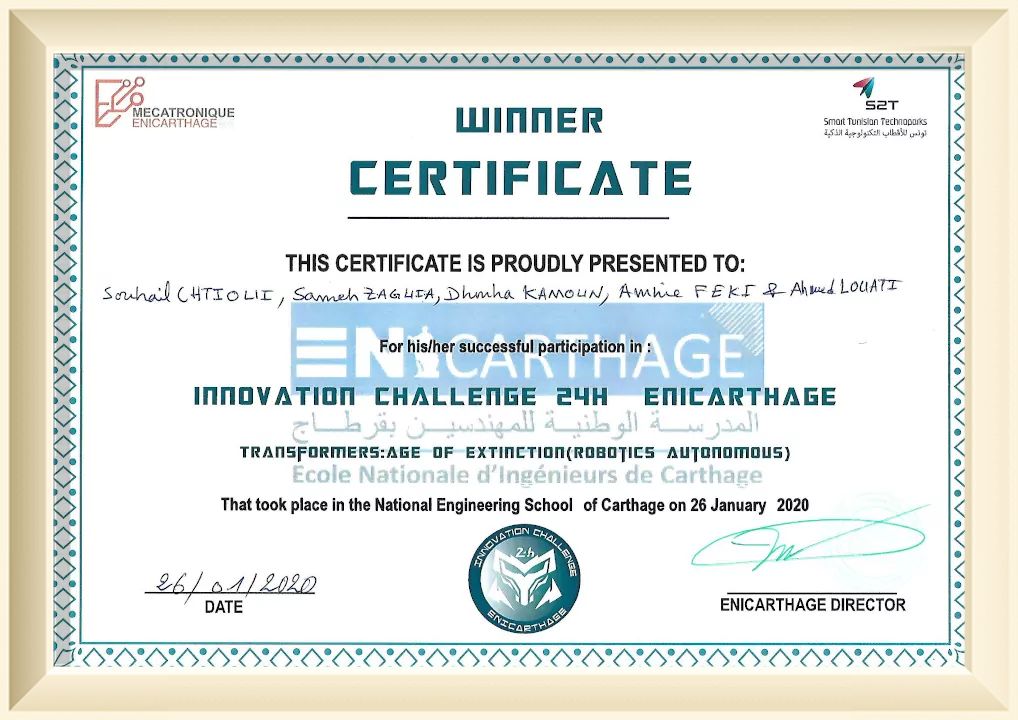 MECATRONIQUE
ENICARTHAGE
S2T
Smart Tunisian Technoparks
تونس للأقطاب التكنولوجية الذكية
WINNER
CERTIFICATE
THIS CERTIFICATE IS PROUDLY PRESENTED TO:
Souhail CHTIOUI, Sameh ZAGHIA, Dhouha KAMOUN, Amine FEKI & Ahmed LOUATI
ENICARTHAGE
For his/her successful participation in :
INNOVATION CHALLENGE 24H ENICARTHAGE
المدرسة الوطنية للمهندسين بقرطاج
TRANSFORMERS:AGE OF EXTINCTION(ROBOTICS AUTONOMOUS)
Ecole Nationale d'Ingénieurs de Carthage
That took place in the National Engineering School of Carthage on 26 January 2020
INNOVATION CHALLENGE
24h
ENICARTHAGE
26/01/2020
DATE
ENICARTHAGE DIRECTOR